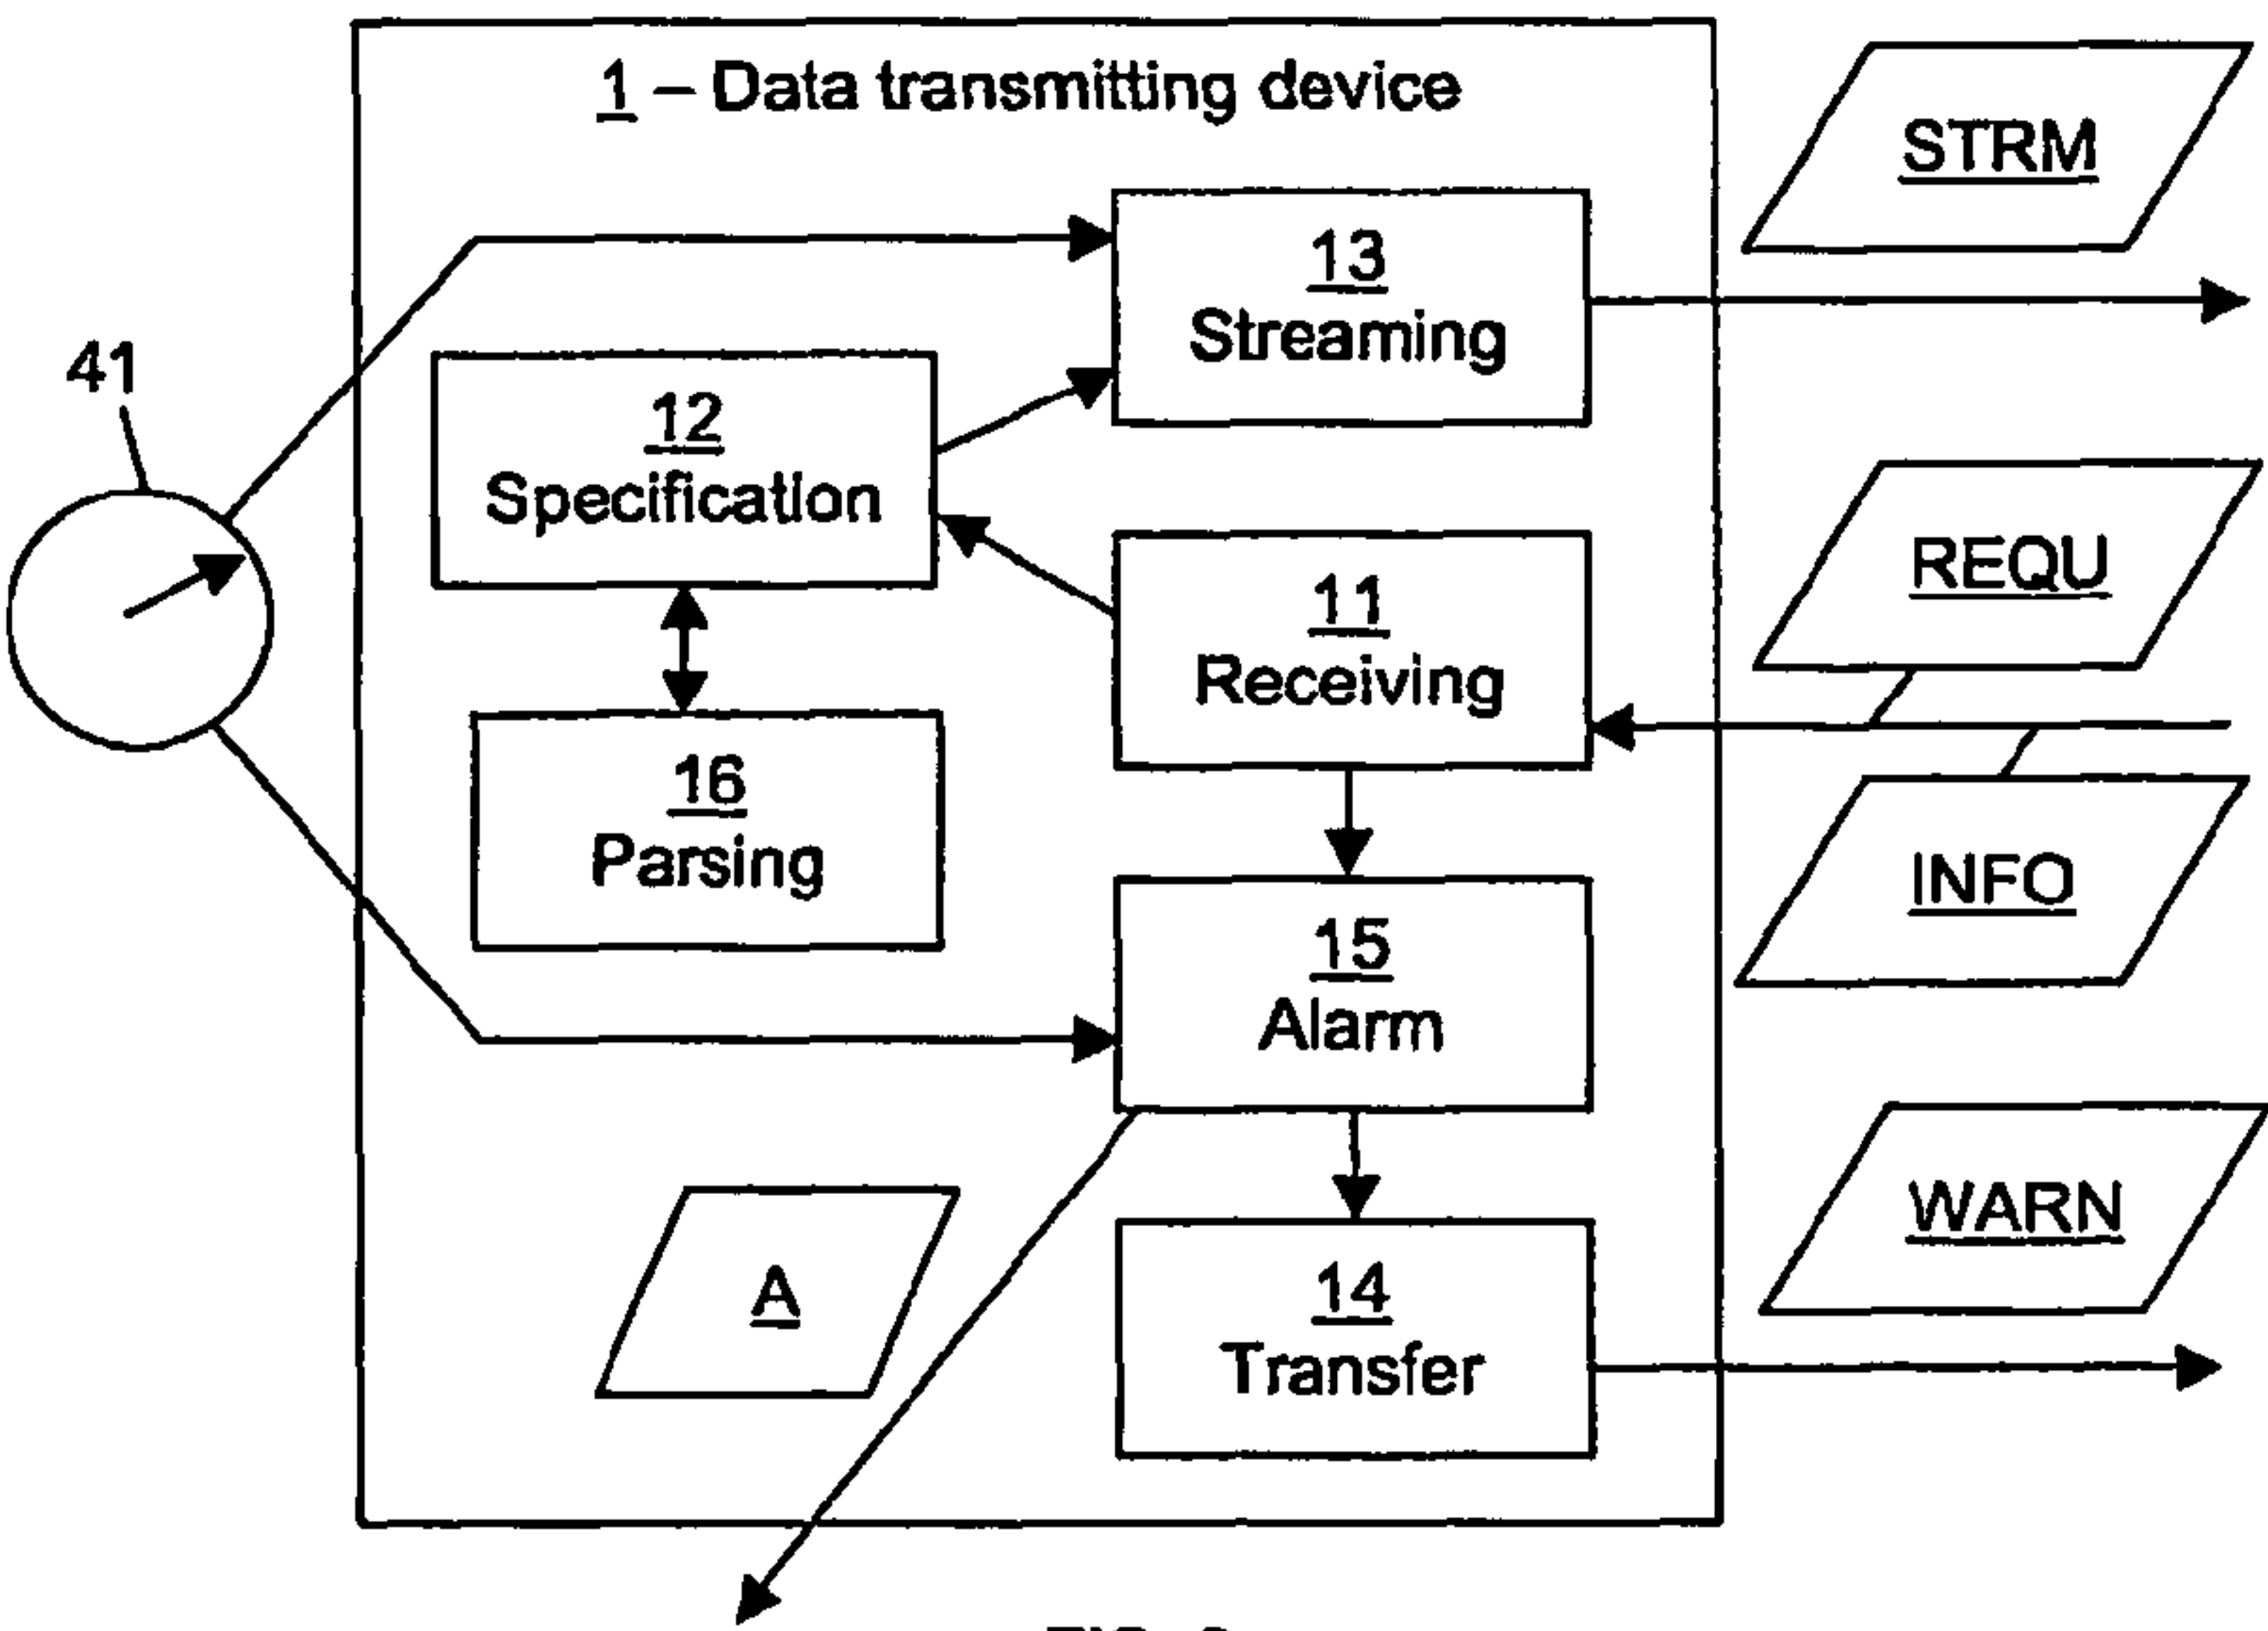 1 – Data transmitting device
STRM
13
Streaming
41
12
Specification
REQU
11
Receiving
16
Parsing
INFO
15
Alarm
WARN
A
14
Transfer